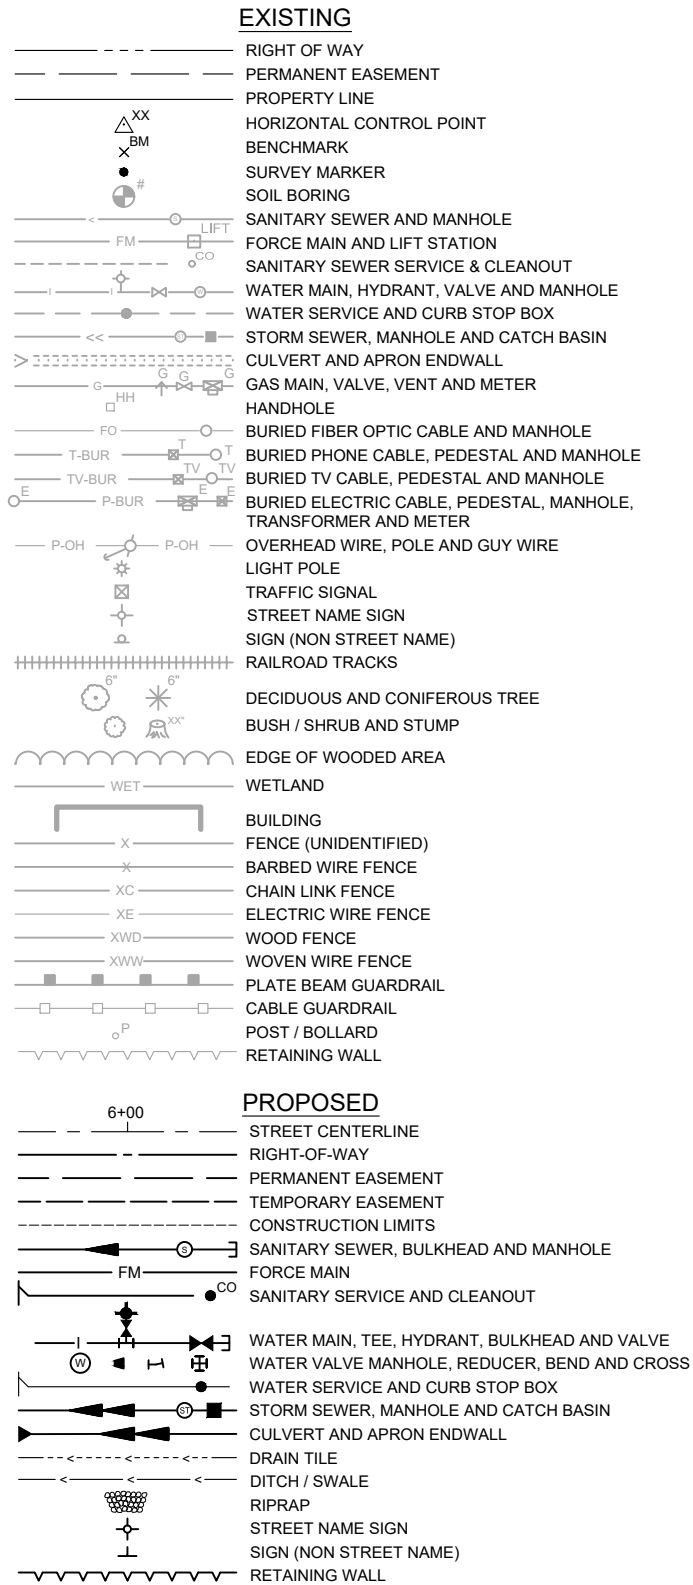 EXISTING
RIGHT OF WAY
PERMANENT EASEMENT
PROPERTY LINE
XX HORIZONTAL CONTROL POINT
BM BENCHMARK
SURVEY MARKER
# SOIL BORING
< S SANITARY SEWER AND MANHOLE
FM LIFT FORCE MAIN AND LIFT STATION
CO SANITARY SEWER SERVICE & CLEANOUT
I I W WATER MAIN, HYDRANT, VALVE AND MANHOLE
WATER SERVICE AND CURB STOP BOX
<< ST STORM SEWER, MANHOLE AND CATCH BASIN
CULVERT AND APRON ENDWALL
G G G G GAS MAIN, VALVE, VENT AND METER
HH HANDHOLE
FO BURIED FIBER OPTIC CABLE AND MANHOLE
T-BUR T T BURIED PHONE CABLE, PEDESTAL AND MANHOLE
TV-BUR TV TV BURIED TV CABLE, PEDESTAL AND MANHOLE
E P-BUR E E BURIED ELECTRIC CABLE, PEDESTAL, MANHOLE,
TRANSFORMER AND METER
P-OH P-OH OVERHEAD WIRE, POLE AND GUY WIRE
LIGHT POLE
TRAFFIC SIGNAL
STREET NAME SIGN
SIGN (NON STREET NAME)
RAILROAD TRACKS
6" 6" DECIDUOUS AND CONIFEROUS TREE
XX" BUSH / SHRUB AND STUMP
EDGE OF WOODED AREA
WET WETLAND
BUILDING
X FENCE (UNIDENTIFIED)
X BARBED WIRE FENCE
XC CHAIN LINK FENCE
XE ELECTRIC WIRE FENCE
XWD WOOD FENCE
XWW WOVEN WIRE FENCE
PLATE BEAM GUARDRAIL
CABLE GUARDRAIL
P POST / BOLLARD
RETAINING WALL
PROPOSED
6+00
STREET CENTERLINE
RIGHT-OF-WAY
PERMANENT EASEMENT
TEMPORARY EASEMENT
CONSTRUCTION LIMITS
S SANITARY SEWER, BULKHEAD AND MANHOLE
FM FORCE MAIN
CO SANITARY SERVICE AND CLEANOUT
I WATER MAIN, TEE, HYDRANT, BULKHEAD AND VALVE
W WATER VALVE MANHOLE, REDUCER, BEND AND CROSS
WATER SERVICE AND CURB STOP BOX
ST STORM SEWER, MANHOLE AND CATCH BASIN
CULVERT AND APRON ENDWALL
< < < DRAIN TILE
< < < DITCH / SWALE
RIPRAP
STREET NAME SIGN
SIGN (NON STREET NAME)
RETAINING WALL